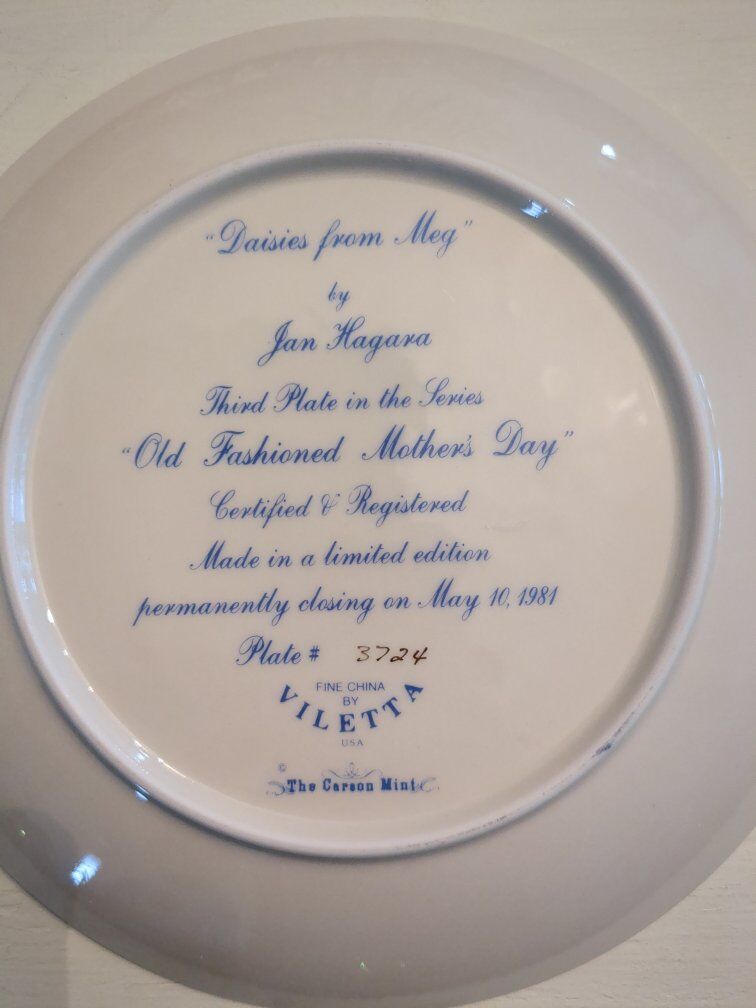 "Daisies from Meg"
by
Jan Hagara
Third Plate in the Series
"Old Fashioned Mother's Day"
Certified & Registered
Made in a limited edition
permanently closing on May 10, 1981
Plate # 3724
FINE CHINA
BY
VILETTA
USA
©
The Carson Mint